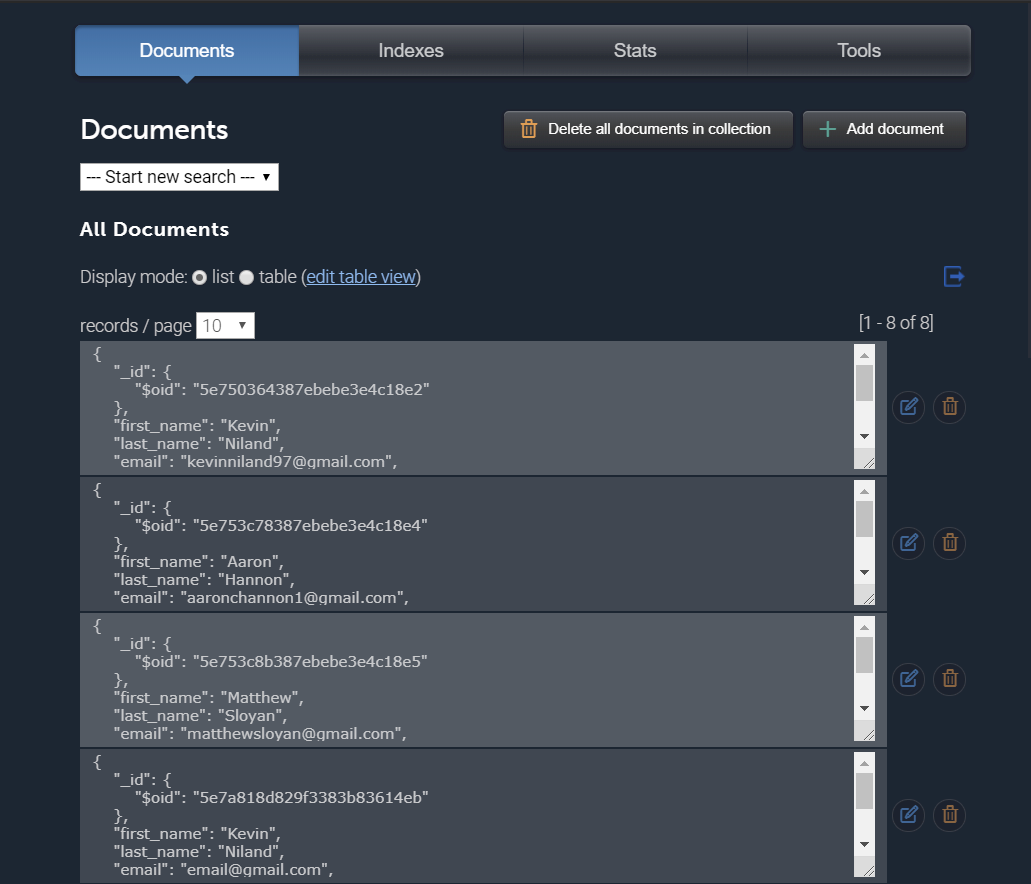 Documents Indexes Stats Tools
Documents
Delete all documents in collection Add document
--- Start new search ---
All Documents
Display mode: list table (edit table view)
records / page 10 [1 - 8 of 8]
{
"_id": {
"$oid": "5e750364387ebebe3e4c18e2"
},
"first_name": "Kevin",
"last_name": "Niland",
"email": "kevinniland97@gmail.com",
{
"_id": {
"$oid": "5e753c78387ebebe3e4c18e4"
},
"first_name": "Aaron",
"last_name": "Hannon",
"email": "aaronchannon1@gmail.com",
{
"_id": {
"$oid": "5e753c8b387ebebe3e4c18e5"
},
"first_name": "Matthew",
"last_name": "Sloyan",
"email": "matthewsloyan@gmail.com",
{
"_id": {
"$oid": "5e7a818d829f3383b83614eb"
},
"first_name": "Kevin",
"last_name": "Niland",
"email": "email@gmail.com",